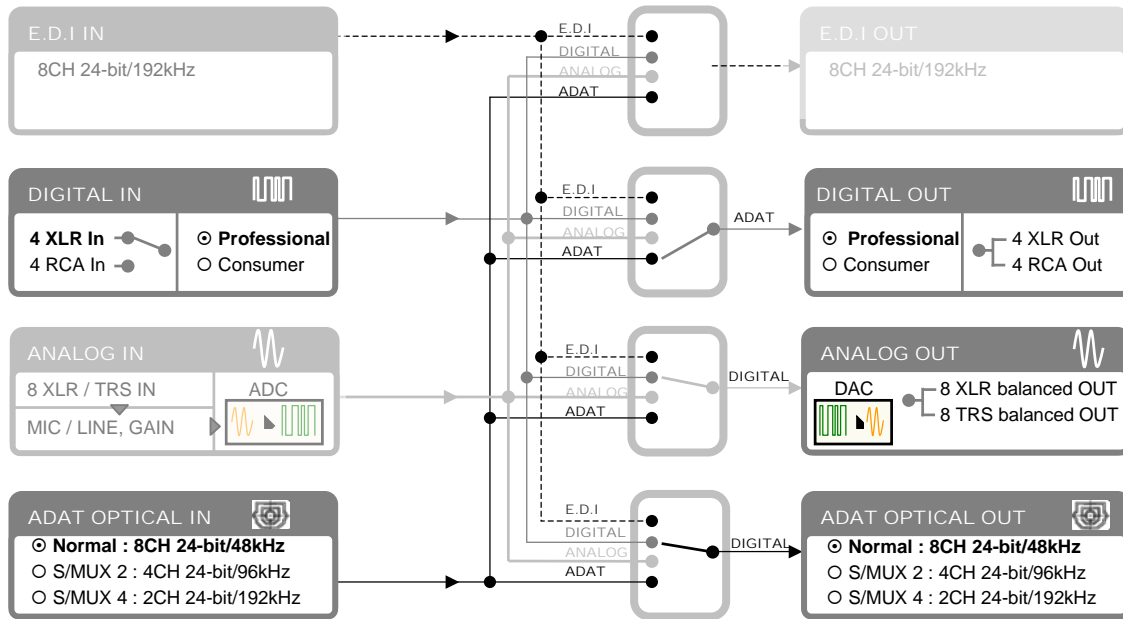 E.D.I IN
8CH 24-bit/192kHz
E.D.I
DIGITAL
ANALOG
ADAT
E.D.I OUT
8CH 24-bit/192kHz
DIGITAL IN
4 XLR In
4 RCA In
Professional
Consumer
E.D.I
DIGITAL
ANALOG
ADAT
ADAT
DIGITAL OUT
Professional
Consumer
4 XLR Out
4 RCA Out
ANALOG IN
8 XLR / TRS IN
MIC / LINE, GAIN
ADC
E.D.I
DIGITAL
ANALOG
ADAT
DIGITAL
ANALOG OUT
DAC
8 XLR balanced OUT
8 TRS balanced OUT
ADAT OPTICAL IN
Normal : 8CH 24-bit/48kHz
S/MUX 2 : 4CH 24-bit/96kHz
S/MUX 4 : 2CH 24-bit/192kHz
E.D.I
DIGITAL
ANALOG
ADAT
DIGITAL
ADAT OPTICAL OUT
Normal : 8CH 24-bit/48kHz
S/MUX 2 : 4CH 24-bit/96kHz
S/MUX 4 : 2CH 24-bit/192kHz